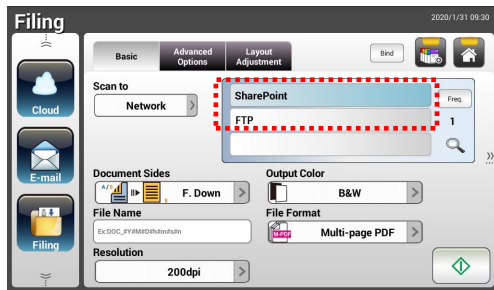 Filing
2020/1/31 09:30
Basic
Advanced Options
Layout Adjustment
Bind
Cloud
E-mail
Filing
Scan to
Network
SharePoint
FTP
Freq.
1
Document Sides
A/B
F. Down
Output Color
B&W
File Name
Ex:DOC_#Y#M#D#h#m#s#n
File Format
M-PDF
Multi-page PDF
Resolution
200dpi